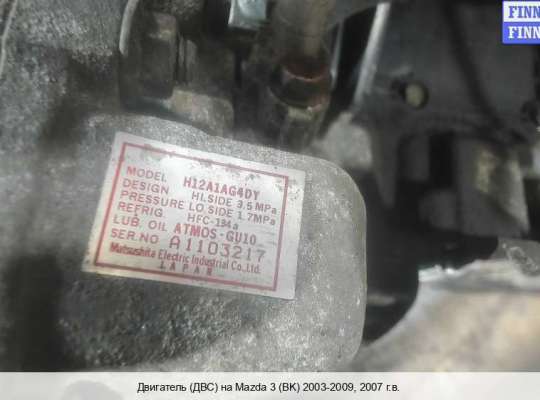 FINN
FINN
MODEL H12A1AG4DY
DESIGN HI.SIDE 3.5MPa
PRESSURE LO SIDE 1.7MPa
REFRIG. HFC-134a
LUB. OIL ATMOS-GU10
SER.NO A1103217
Matsushita Electric Industrial Co.,Ltd.
JAPAN
Двигатель (ДВС) на Mazda 3 (BK) 2003-2009, 2007 г.в.